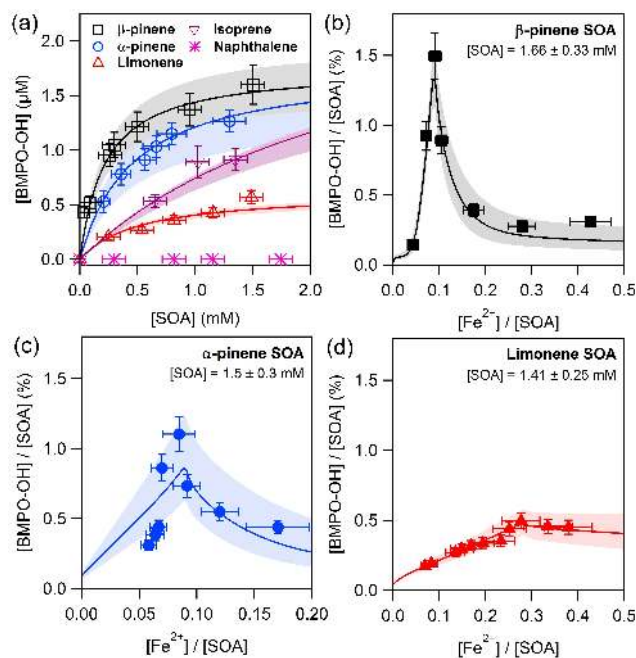 (a)
β-pinene
α-pinene
Limonene
Isoprene
Naphthalene
[BMPO-OH] (μM)
2.0
1.5
1.0
0.5
0.0
0.0 0.5 1.0 1.5 2.0
[SOA] (mM)
(b)
β-pinene SOA
[SOA] = 1.66 ± 0.33 mM
[BMPO-OH] / [SOA] (%)
1.5
1.0
0.5
0.0
0.0 0.1 0.2 0.3 0.4 0.5
[Fe²⁺] / [SOA]
(c)
α-pinene SOA
[SOA] = 1.5 ± 0.3 mM
[BMPO-OH] / [SOA] (%)
1.5
1.0
0.5
0.0
0.00 0.05 0.10 0.15 0.20
[Fe²⁺] / [SOA]
(d)
Limonene SOA
[SOA] = 1.41 ± 0.25 mM
[BMPO-OH] / [SOA] (%)
1.5
1.0
0.5
0.0
0.0 0.1 0.2 0.3 0.4 0.5
[Fe²⁺] / [SOA]